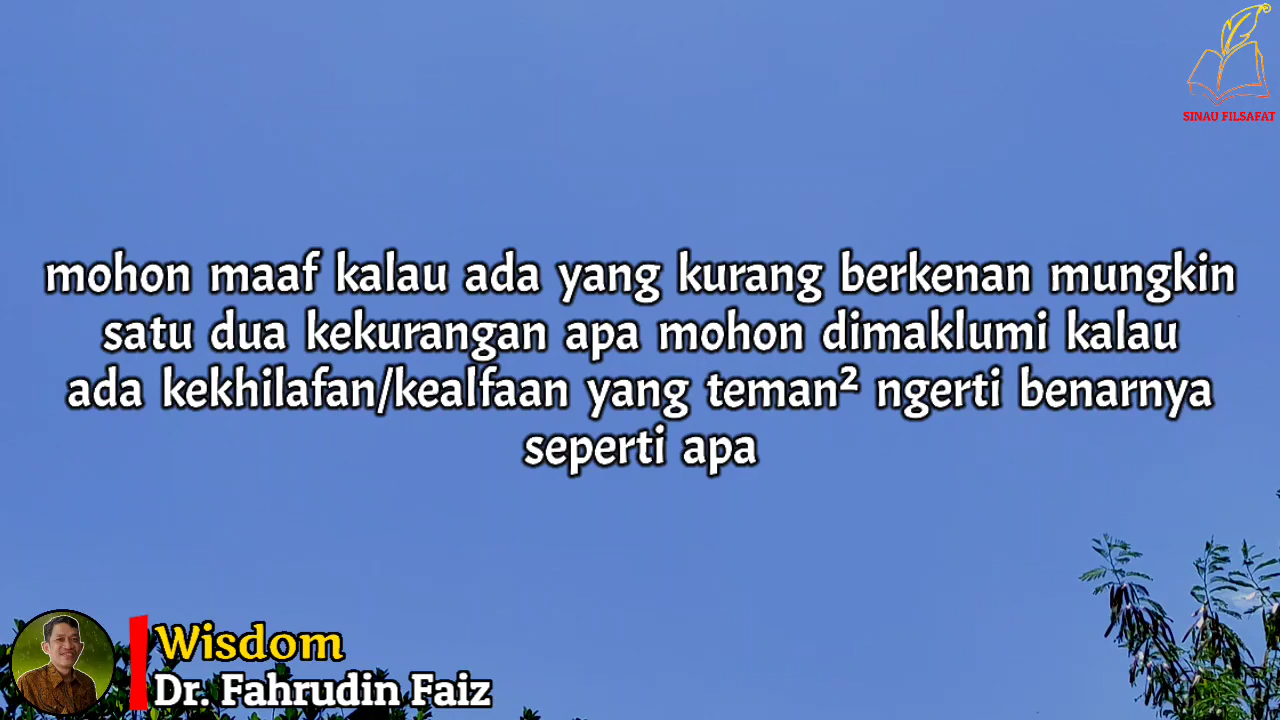 SINAU FILSAFAT
mohon maaf kalau ada yang kurang berkenan mungkin
satu dua kekurangan apa mohon dimaklumi kalau
ada kekhilafan/kealfaan yang teman² ngerti benarnya
seperti apa
Wisdom
Dr. Fahrudin Faiz